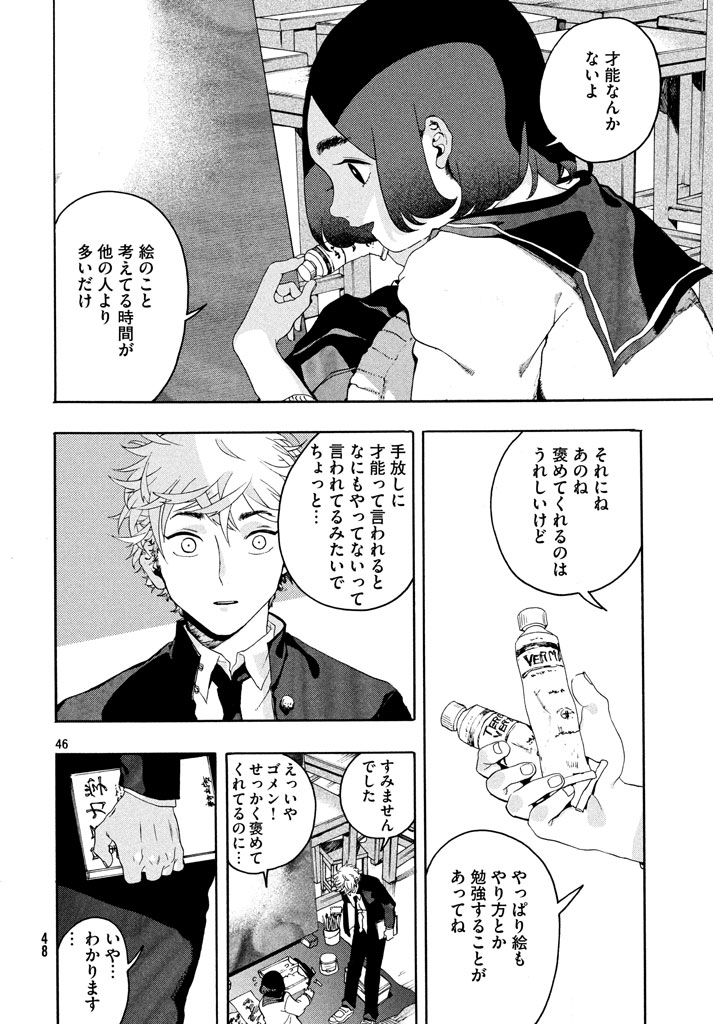 才能なんか
ないよ
絵のこと
考えてる時間が
他の人より
多いだけ
それにね
あのね
褒めてくれるのは
うれしいけど
VERM
TERR
VER
やっぱり絵も
やり方とか
勉強することが
あってね
手放しに
才能って言われると
なにもやってないって
言われてるみたいで
ちょっと…
46
すみません
でした
えっいや
ゴメン!
せっかく褒めて
くれてるのに…
いや…
わかります
…
48